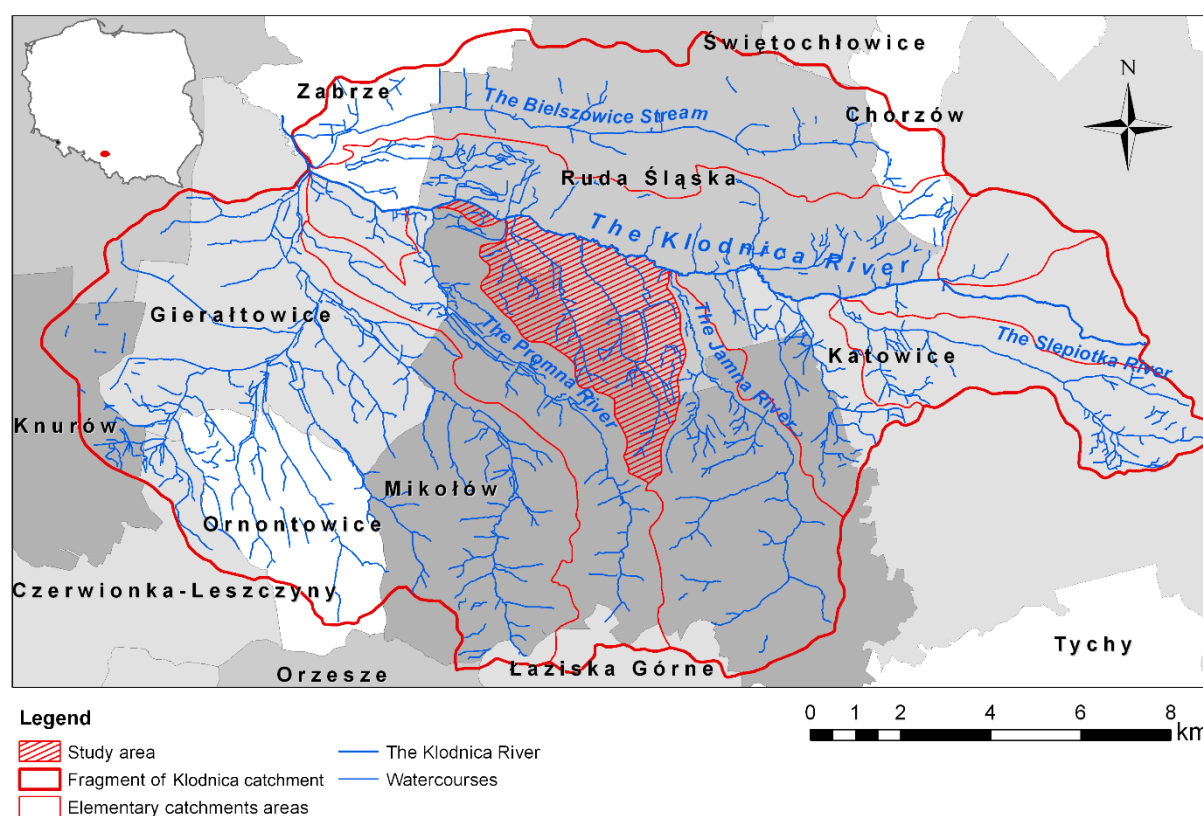 Świętochłowice
Zabrze
N
The Bielszowice Stream
Chorzów
Ruda Śląska
The Klodnica River
Gierałtowice
The Promna River
The Jamna River
Katowice
The Slepiotka River
Knurów
Mikołów
Ornontowice
Czerwionka-Leszczyny
Tychy
Orzesze
Łaziska Górne
Legend
Study area
Fragment of Klodnica catchment
Elementary catchments areas
The Klodnica River
Watercourses
0 1 2 4 6 8
km